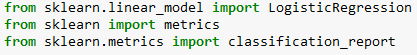 from sklearn.linear_model import LogisticRegression
from sklearn import metrics
from sklearn.metrics import classification_report